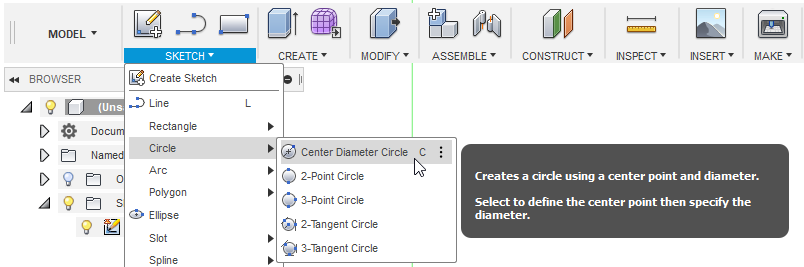 MODEL
SKETCH
CREATE
MODIFY
ASSEMBLE
CONSTRUCT
INSPECT
INSERT
MAKE
BROWSER
(Uns
Docum
Named
O
S
Create Sketch
Line L
Rectangle
Circle
Arc
Polygon
Ellipse
Slot
Spline
Center Diameter Circle C
2-Point Circle
3-Point Circle
2-Tangent Circle
3-Tangent Circle
Creates a circle using a center point and diameter.
Select to define the center point then specify the
diameter.